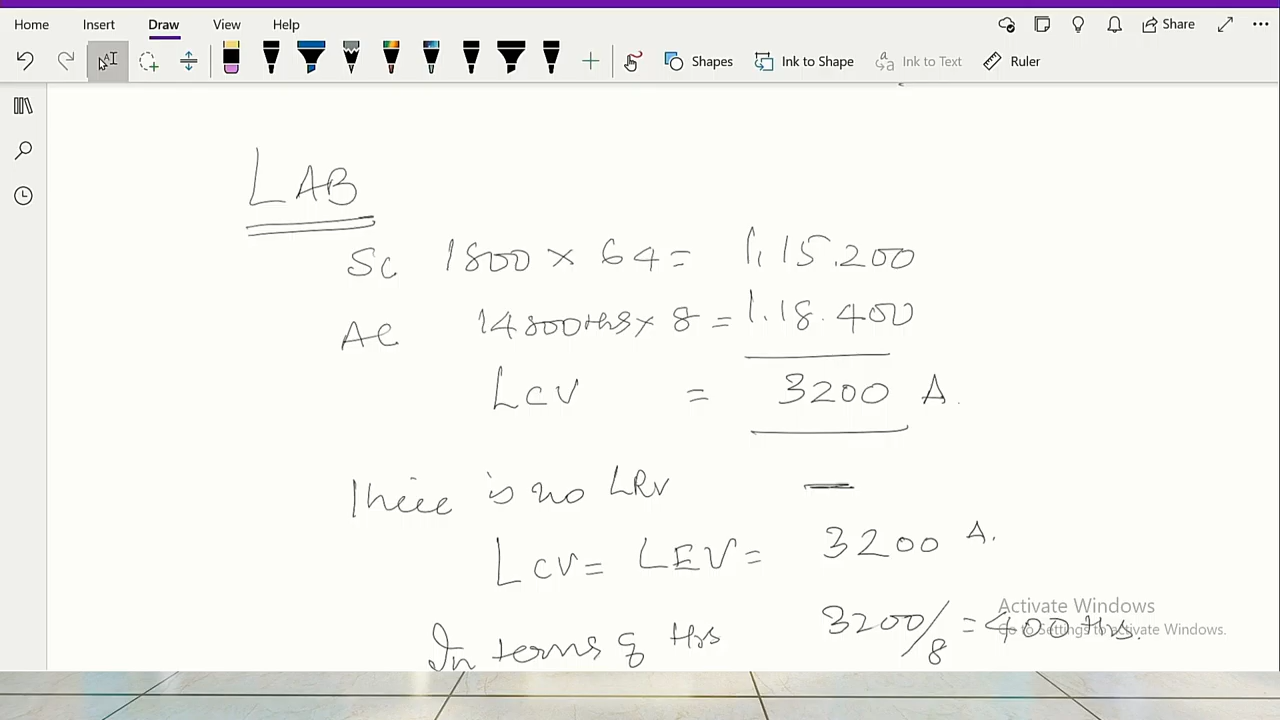 Home Insert Draw View Help Share
Shapes Ink to Shape Ink to Text Ruler
LAB
SC 1800 × 64 = 1,15,200
AC 14800 Hrs × 8 = 1,18,400
LCV = 3200 A.
There is no LRV —
LCV = LEV = 3200 A.
In terms of Hrs 3200/8 = 400 Hrs.
Activate Windows
Go to Settings to activate Windows.